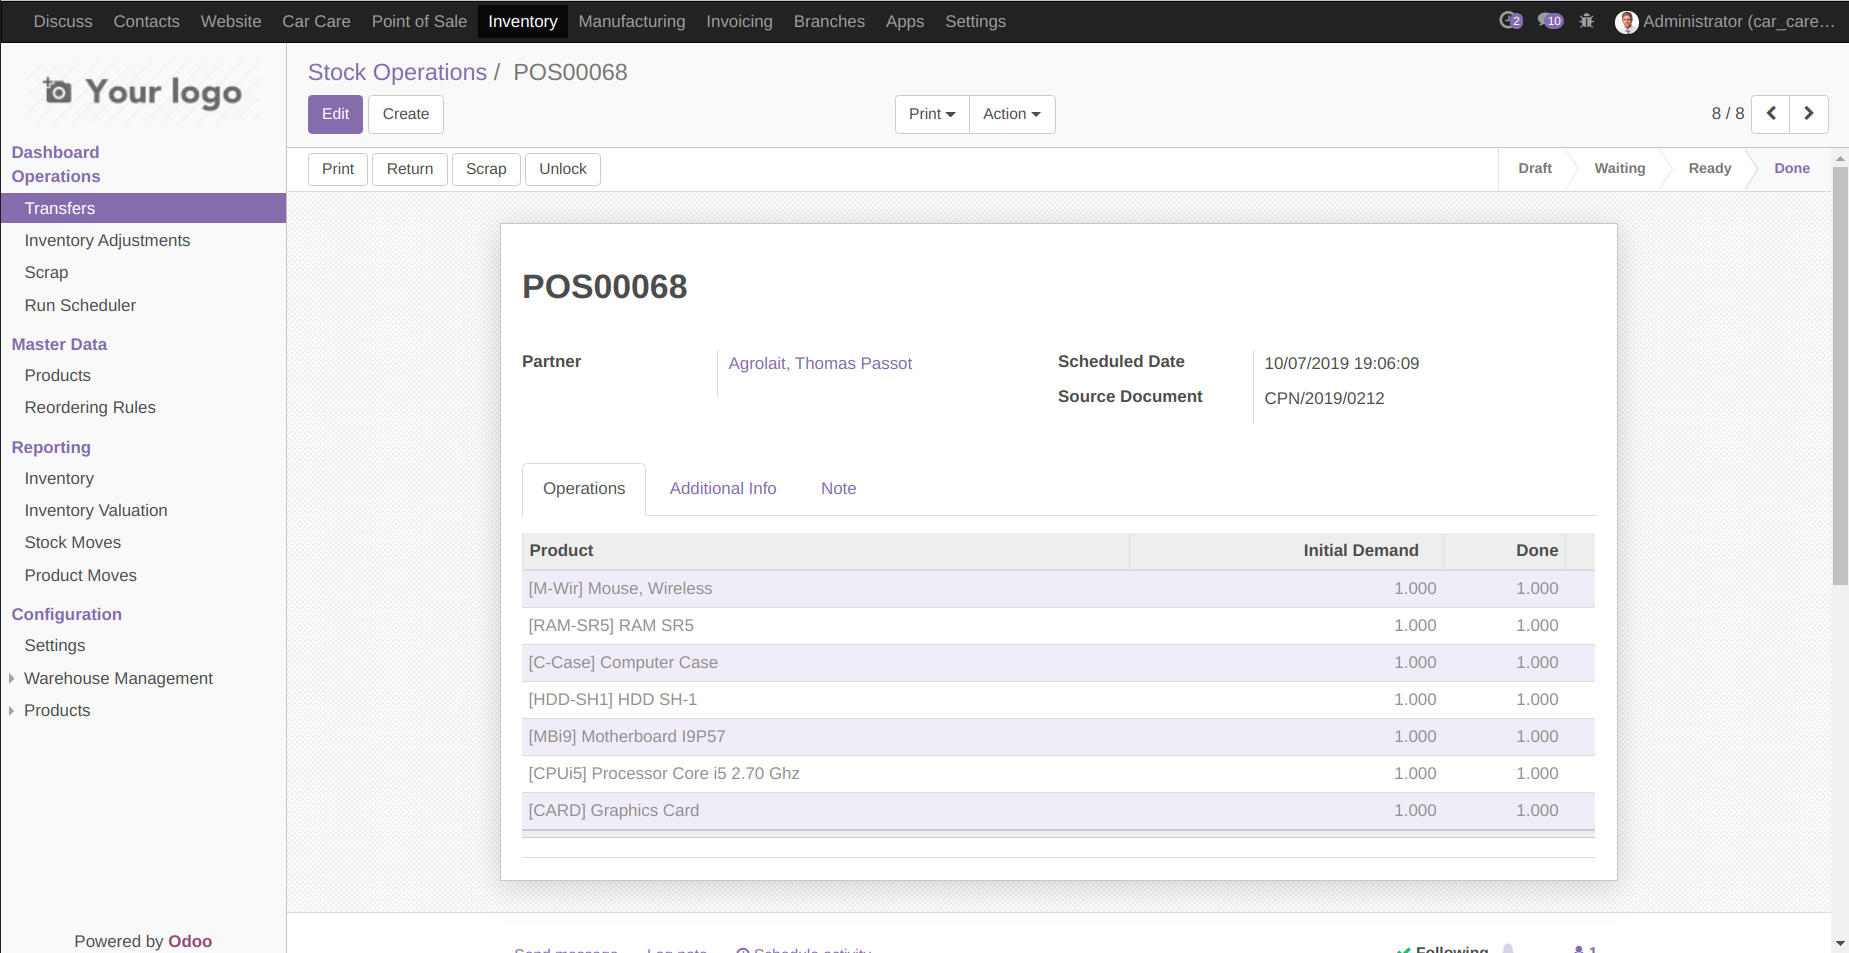 Discuss Contacts Website Car Care Point of Sale Inventory Manufacturing Invoicing Branches Apps Settings 2 10 Administrator (car_care...
Your logo
Stock Operations / POS00068
Edit Create Print Action 8 / 8
Print Return Scrap Unlock Draft Waiting Ready Done
Dashboard
Operations
Transfers
Inventory Adjustments
Scrap
Run Scheduler
Master Data
Products
Reordering Rules
Reporting
Inventory
Inventory Valuation
Stock Moves
Product Moves
Configuration
Settings
Warehouse Management
Products
Powered by Odoo
POS00068
Partner Agrolait, Thomas Passot
Scheduled Date 10/07/2019 19:06:09
Source Document CPN/2019/0212
Operations Additional Info Note
Product Initial Demand Done
[M-Wir] Mouse, Wireless 1.000 1.000
[RAM-SR5] RAM SR5 1.000 1.000
[C-Case] Computer Case 1.000 1.000
[HDD-SH1] HDD SH-1 1.000 1.000
[MBi9] Motherboard I9P57 1.000 1.000
[CPUi5] Processor Core i5 2.70 Ghz 1.000 1.000
[CARD] Graphics Card 1.000 1.000
Send message Log note Schedule activity Following 1